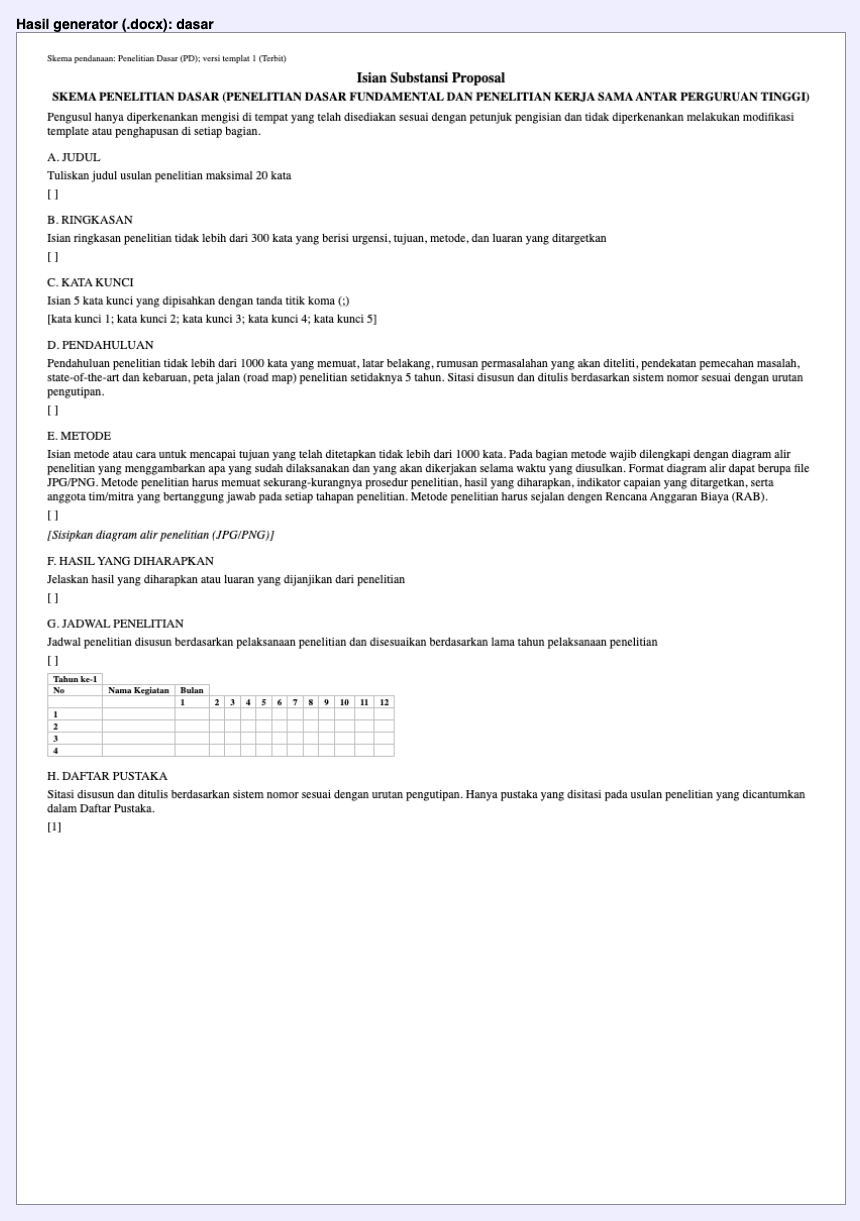 Hasil generator (.docx): dasar
Skema pendanaan: Penelitian Dasar (PD); versi templat 1 (Terbit)
Isian Substansi Proposal
SKEMA PENELITIAN DASAR (PENELITIAN DASAR FUNDAMENTAL DAN PENELITIAN KERJA SAMA ANTAR PERGURUAN TINGGI)
Pengusul hanya diperkenankan mengisi di tempat yang telah disediakan sesuai dengan petunjuk pengisian dan tidak diperkenankan melakukan modifikasi
template atau penghapusan di setiap bagian.
A. JUDUL
Tuliskan judul usulan penelitian maksimal 20 kata
[ ]
B. RINGKASAN
Isian ringkasan penelitian tidak lebih dari 300 kata yang berisi urgensi, tujuan, metode, dan luaran yang ditargetkan
[ ]
C. KATA KUNCI
Isian 5 kata kunci yang dipisahkan dengan tanda titik koma (;)
[kata kunci 1; kata kunci 2; kata kunci 3; kata kunci 4; kata kunci 5]
D. PENDAHULUAN
Pendahuluan penelitian tidak lebih dari 1000 kata yang memuat, latar belakang, rumusan permasalahan yang akan diteliti, pendekatan pemecahan masalah,
state-of-the-art dan kebaruan, peta jalan (road map) penelitian setidaknya 5 tahun. Sitasi disusun dan ditulis berdasarkan sistem nomor sesuai dengan urutan
pengutipan.
[ ]
E. METODE
Isian metode atau cara untuk mencapai tujuan yang telah ditetapkan tidak lebih dari 1000 kata. Pada bagian metode wajib dilengkapi dengan diagram alir
penelitian yang menggambarkan apa yang sudah dilaksanakan dan yang akan dikerjakan selama waktu yang diusulkan. Format diagram alir dapat berupa file
JPG/PNG. Metode penelitian harus memuat sekurang-kurangnya prosedur penelitian, hasil yang diharapkan, indikator capaian yang ditargetkan, serta
anggota tim/mitra yang bertanggung jawab pada setiap tahapan penelitian. Metode penelitian harus sejalan dengen Rencana Anggaran Biaya (RAB).
[ ]
[Sisipkan diagram alir penelitian (JPG/PNG)]
F. HASIL YANG DIHARAPKAN
Jelaskan hasil yang diharapkan atau luaran yang dijanjikan dari penelitian
[ ]
G. JADWAL PENELITIAN
Jadwal penelitian disusun berdasarkan pelaksanaan penelitian dan disesuaikan berdasarkan lama tahun pelaksanaan penelitian
[ ]
Tahun ke-1
No Nama Kegiatan Bulan
1 2 3 4 5 6 7 8 9 10 11 12
1
2
3
4
H. DAFTAR PUSTAKA
Sitasi disusun dan ditulis berdasarkan sistem nomor sesuai dengan urutan pengutipan. Hanya pustaka yang disitasi pada usulan penelitian yang dicantumkan
dalam Daftar Pustaka.
[1]